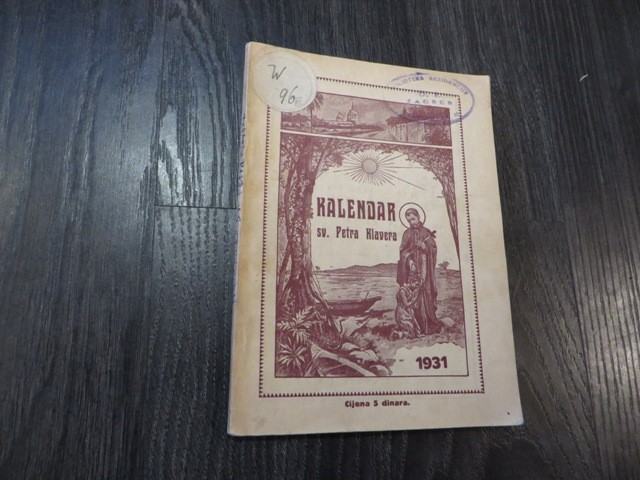 W
96
ZAGREB
KALENDAR
sv. Petra Klavera
1931
Cijena 5 dinara.